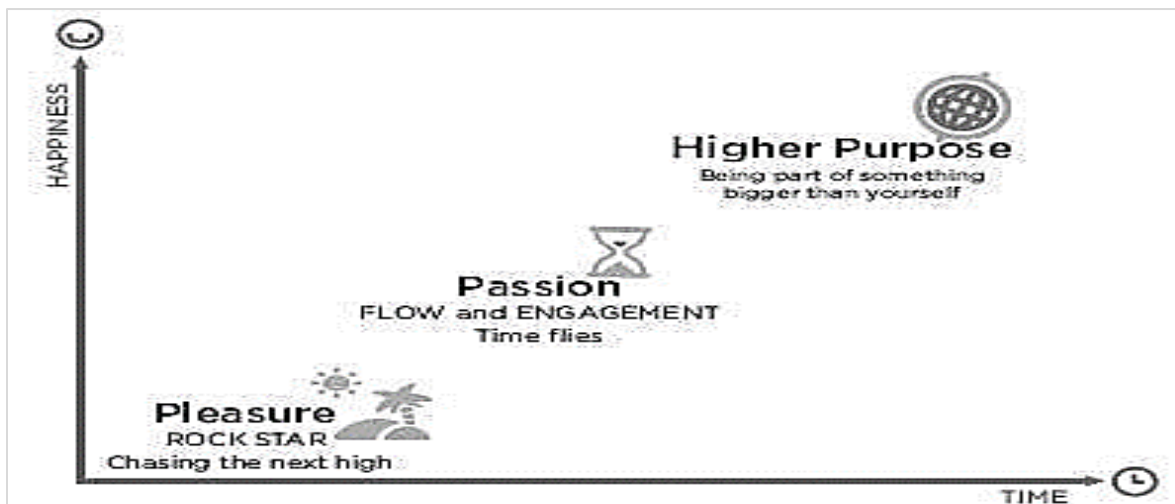 HAPPINESS
Higher Purpose
Being part of something
bigger than yourself
Passion
FLOW and ENGAGEMENT
Time flies
Pleasure
ROCK STAR
Chasing the next high
TIME